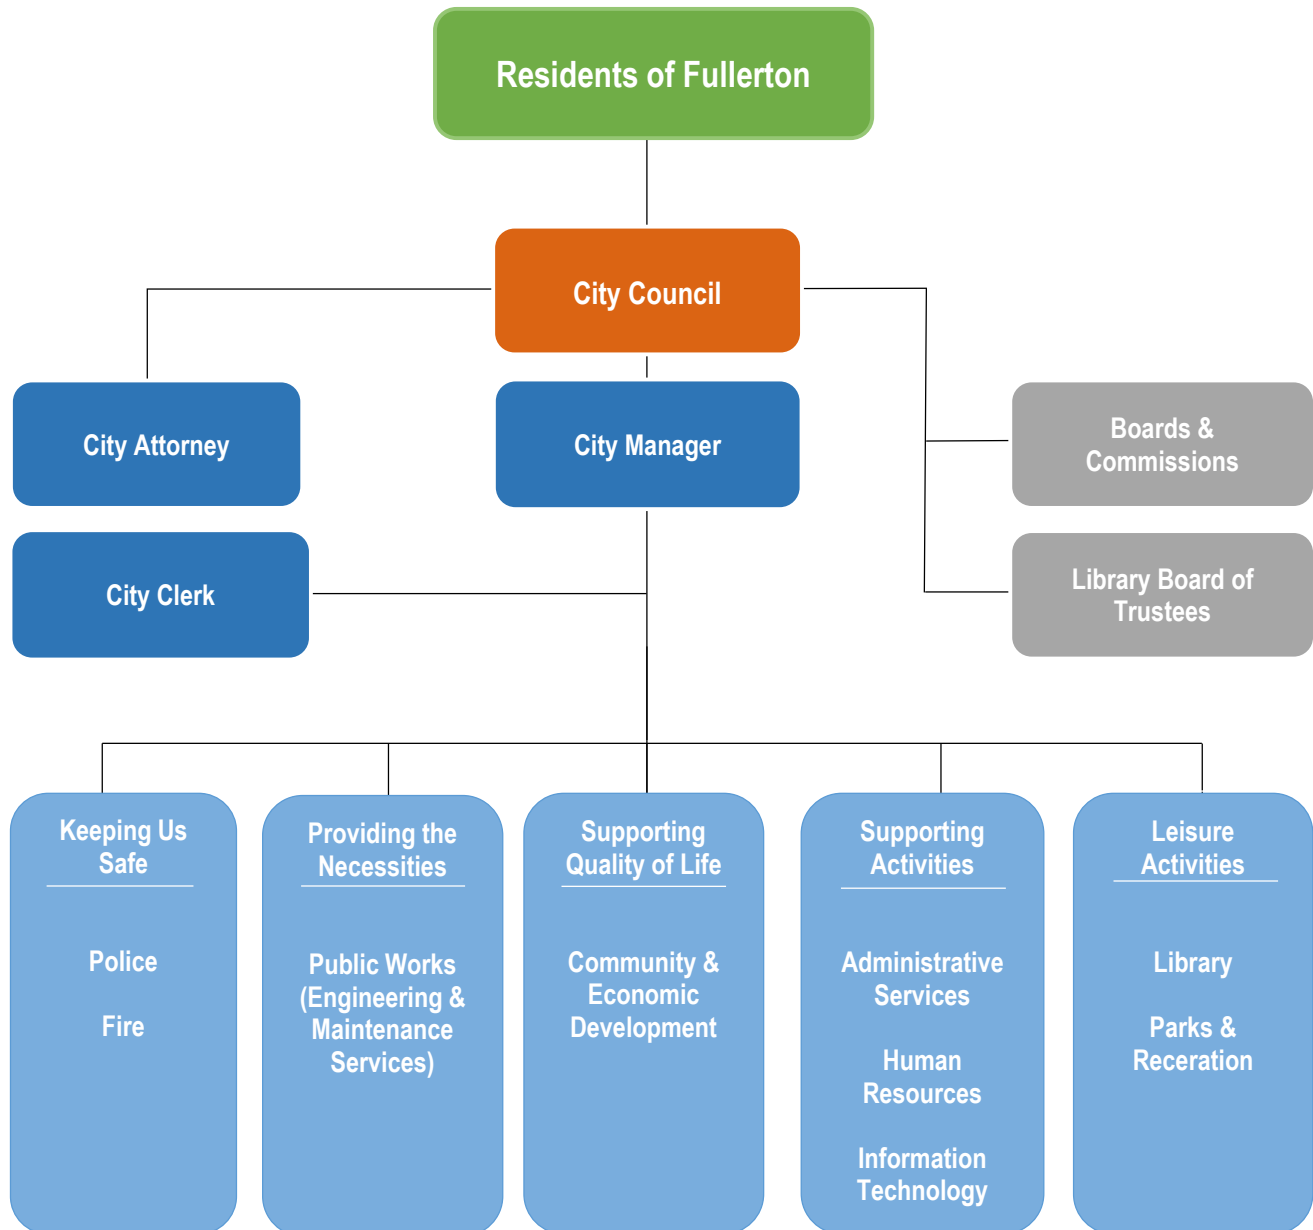 Residents of Fullerton
City Council
City Attorney
City Manager
Boards &
Commissions
City Clerk
Library Board of
Trustees
Keeping Us
Safe
Police
Fire
Providing the
Necessities
Public Works
(Engineering &
Maintenance
Services)
Supporting
Quality of Life
Community &
Economic
Development
Supporting
Activities
Administrative
Services
Human
Resources
Information
Technology
Leisure
Activities
Library
Parks &
Receration